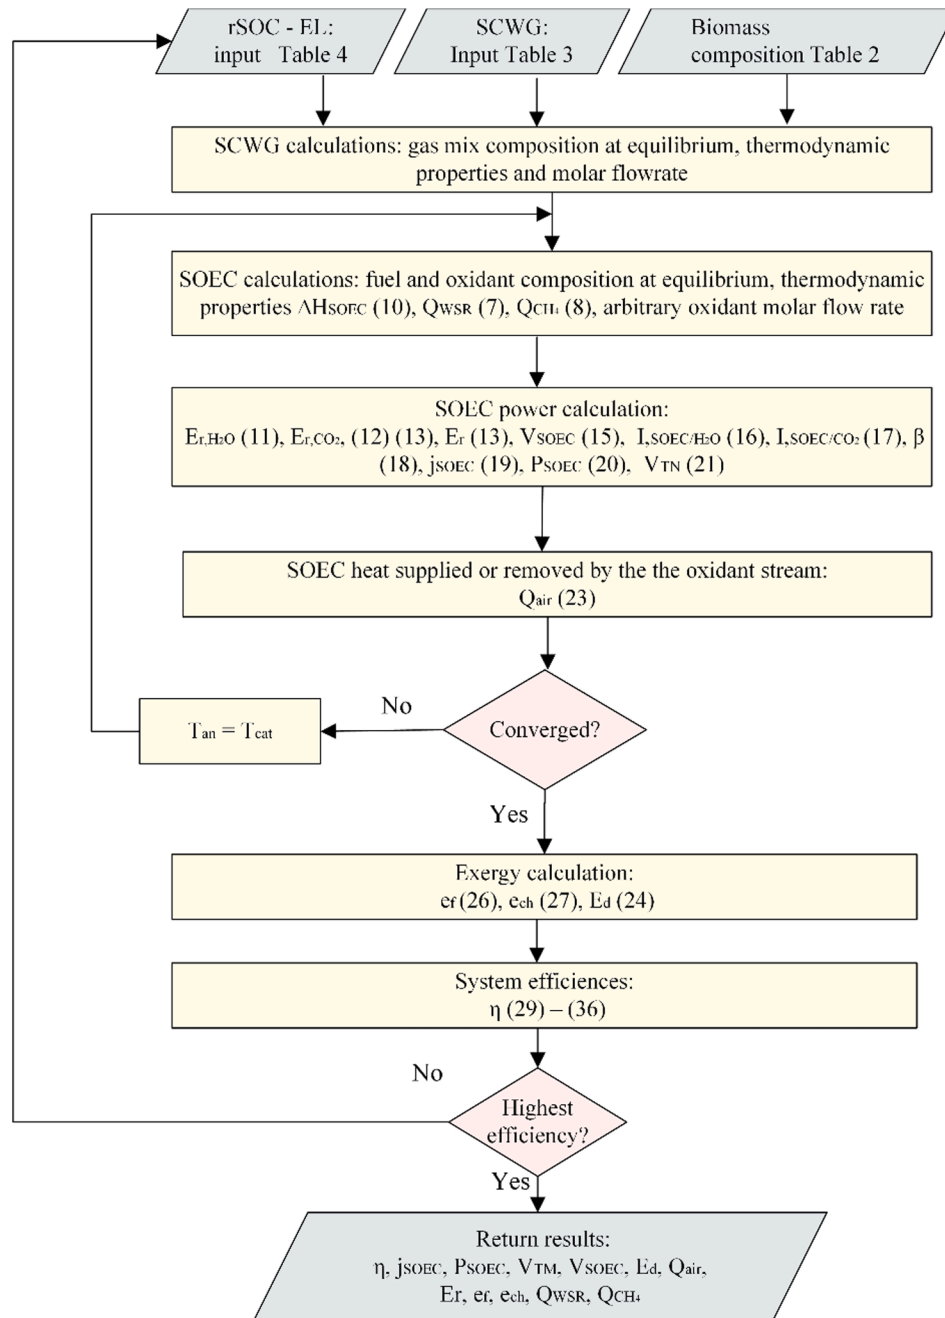 rSOC - EL:
input Table 4
SCWG:
Input Table 3
Biomass
composition Table 2
SCWG calculations: gas mix composition at equilibrium, thermodynamic
properties and molar flowrate
SOEC calculations: fuel and oxidant composition at equilibrium, thermodynamic
properties ΔHSOEC (10), QWSR (7), QCH₄ (8), arbitrary oxidant molar flow rate
SOEC power calculation:
Er,H₂O (11), Er,CO₂, (12) (13), Er (13), VSOEC (15), I,SOEC/H₂O (16), I,SOEC/CO₂ (17), β
(18), jSOEC (19), PSOEC (20), VTN (21)
SOEC heat supplied or removed by the the oxidant stream:
Qair (23)
No
Tan = Tcat
Converged?
Yes
Exergy calculation:
ef (26), ech (27), Ed (24)
System efficiences:
η (29) – (36)
No
Highest
efficiency?
Yes
Return results:
η, jSOEC, PSOEC, VTM, VSOEC, Ed, Qair,
Er, ef, ech, QWSR, QCH₄